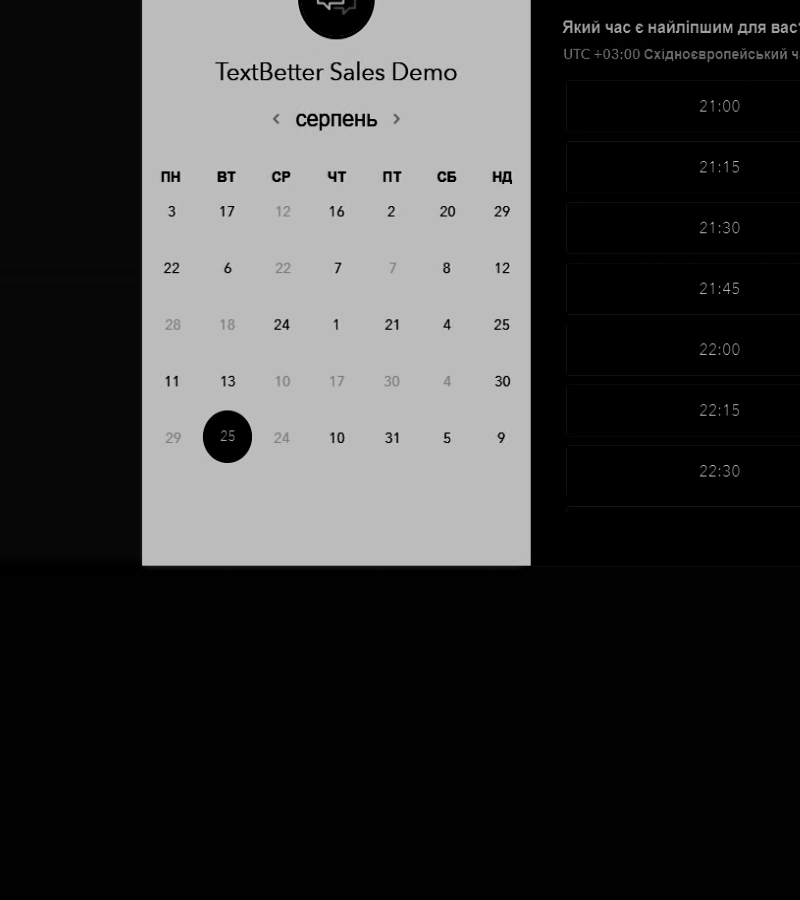 TextBetter Sales Demo
‹ серпень ›
ПН ВТ СР ЧТ ПТ СБ НД
3 17 12 16 2 20 29
22 6 22 7 7 8 12
28 18 24 1 21 4 25
11 13 10 17 30 4 30
29 25 24 10 31 5 9
Який час є найліпшим для вас?
UTC +03:00 Східноєвропейський
21:00
21:15
21:30
21:45
22:00
22:15
22:30